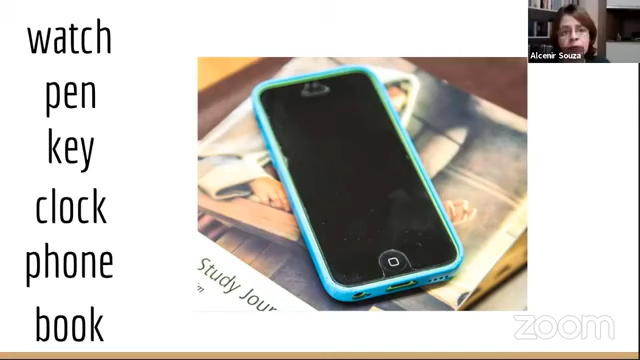 watch
pen
key
clock
phone
book
Study Jour
Alcenir Souza
zoom